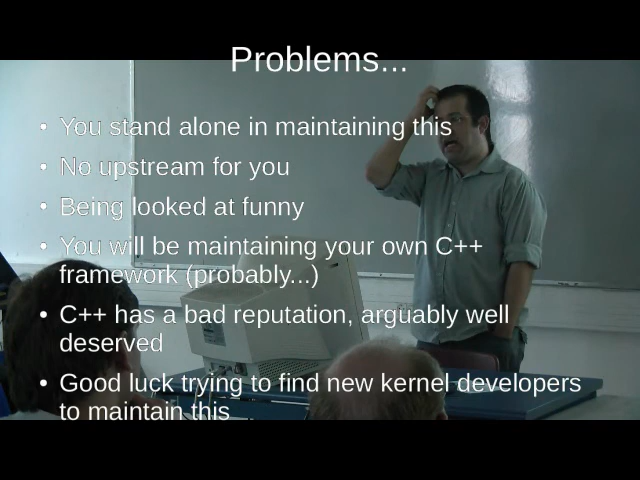 Problems...
• You stand alone in maintaining this
• No upstream for you
• Being looked at funny
• You will be maintaining your own C++
framework (probably...)
• C++ has a bad reputation, arguably well
deserved
• Good luck trying to find new kernel developers
to maintain this